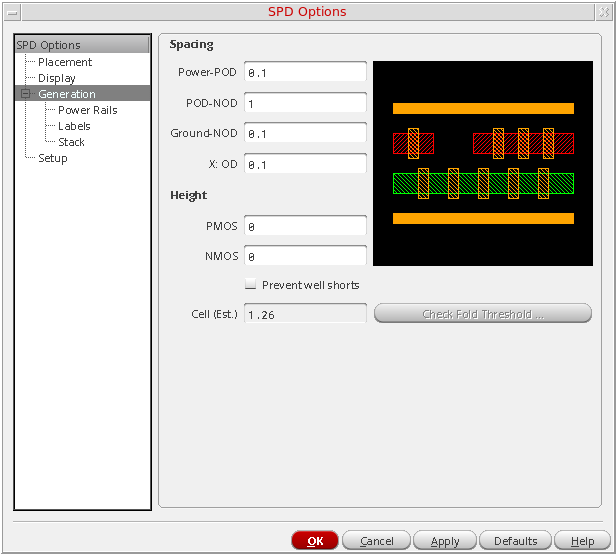 SPD Options
SPD Options
Placement
Display
Generation
Power Rails
Labels
Stack
Setup
Spacing
Power-POD 0.1
POD-NOD 1
Ground-NOD 0.1
X: OD 0.1
Height
PMOS 0
NMOS 0
Prevent well shorts
Cell (Est.) 1.26 Check Fold Threshold ...
OK Cancel Apply Defaults Help